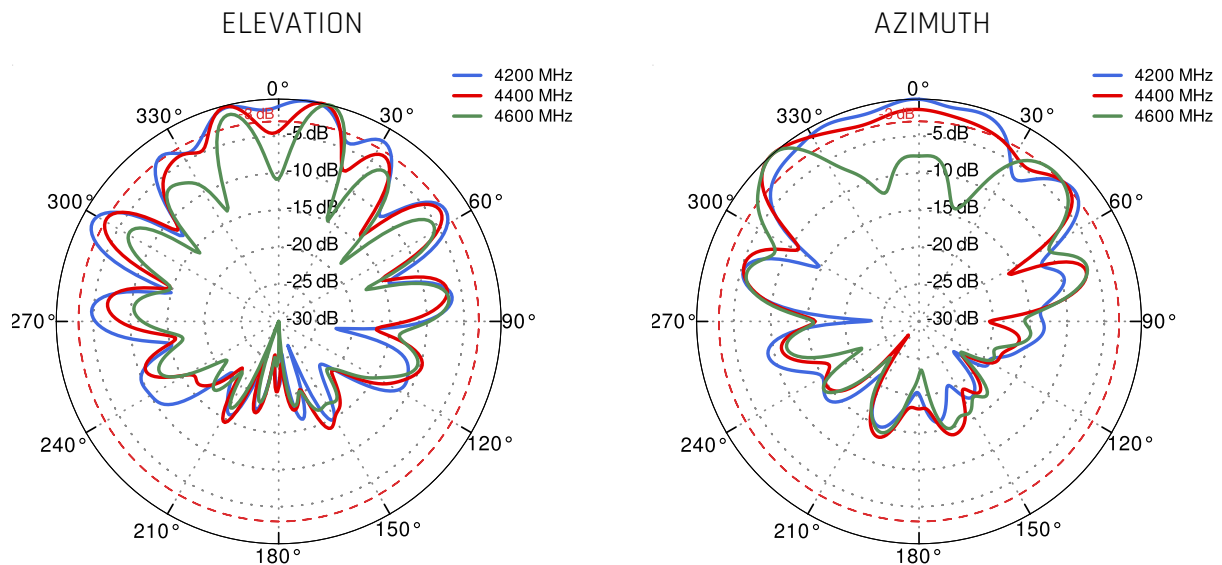 ELEVATION
4200 MHz
4400 MHz
4600 MHz
0°
30°
60°
90°
120°
150°
180°
210°
240°
270°
300°
330°
-3 dB
-5 dB
-10 dB
-15 dB
-20 dB
-25 dB
-30 dB
AZIMUTH
4200 MHz
4400 MHz
4600 MHz
0°
30°
60°
90°
120°
150°
180°
210°
240°
270°
300°
330°
-3 dB
-5 dB
-10 dB
-15 dB
-20 dB
-25 dB
-30 dB